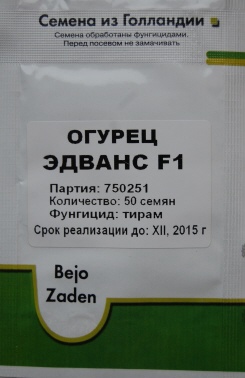 Семена из Голландии
Семена обработаны фунгицидами.
Перед посевом не замачивать
ОГУРЕЦ
ЭДВАНС F1
Партия: 750251
Количество: 50 семян
Фунгицид: тирам
Срок реализации до: XII, 2015 г
Bejo
Zaden